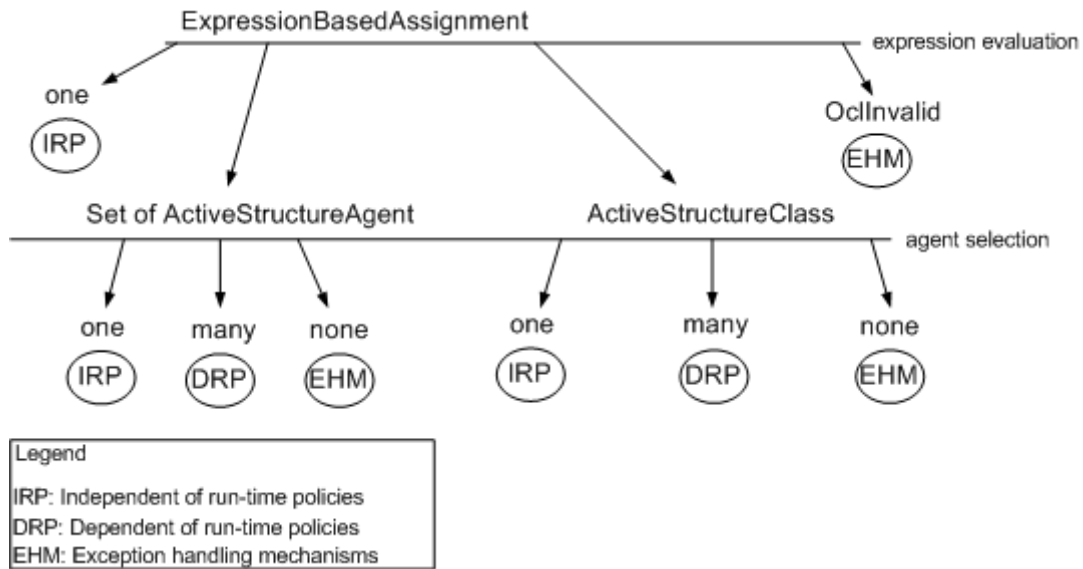 ExpressionBasedAssignment
expression evaluation
one
OclInvalid
IRP
EHM
Set of ActiveStructureAgent
ActiveStructureClass
agent selection
one many none one many none
IRP DRP EHM IRP DRP EHM
Legend
IRP: Independent of run-time policies
DRP: Dependent of run-time policies
EHM: Exception handling mechanisms